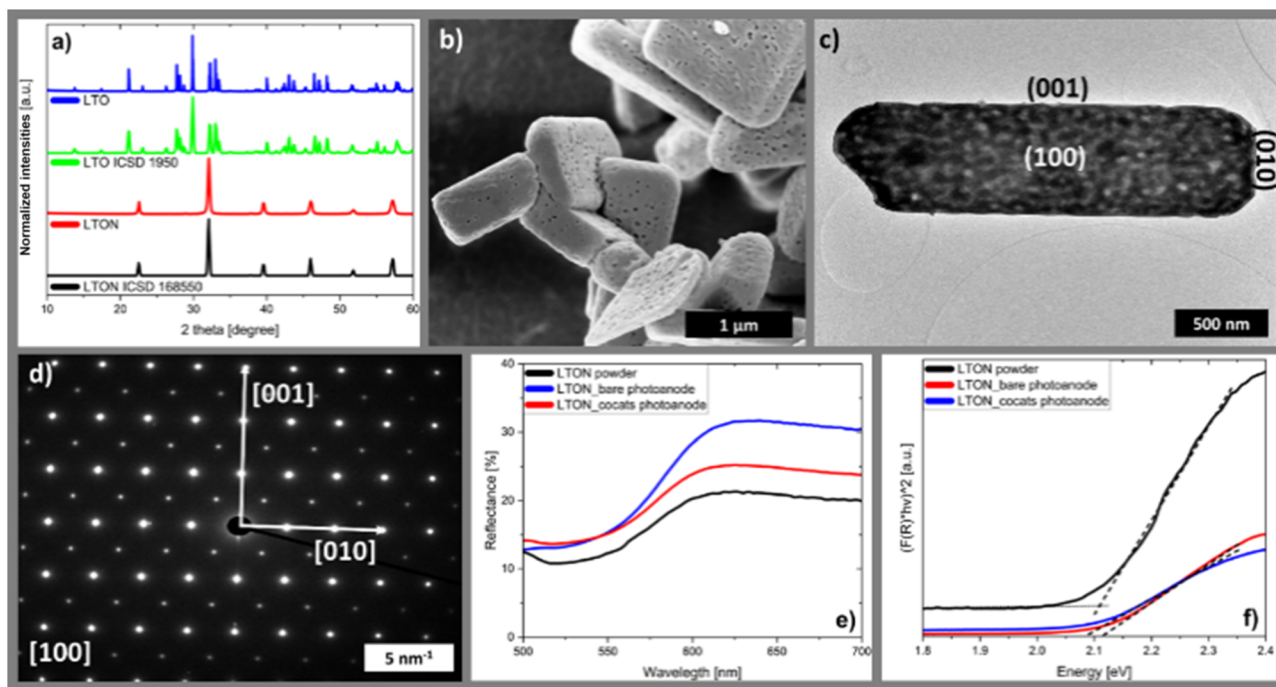 a)
Normalized intensities [a.u.]
LTO
LTO ICSD 1950
LTON
LTON ICSD 168550
10 20 30 40 50 60
2 theta [degree]
b)
1 μm
c)
(001)
(100)
(010)
500 nm
d)
[001]
[010]
[100]
5 nm-1
LTON powder
LTON_bare photoanode
LTON_cocats photoanode
Reflectance [%]
40
30
20
10
0
500 550 600 650 700
Wavelegth [nm]
e)
LTON powder
LTON_bare photoanode
LTON_cocats photoanode
(F(R)*hv)^2 [a.u.]
1.8 1.9 2.0 2.1 2.2 2.3 2.4
Energy [eV]
f)